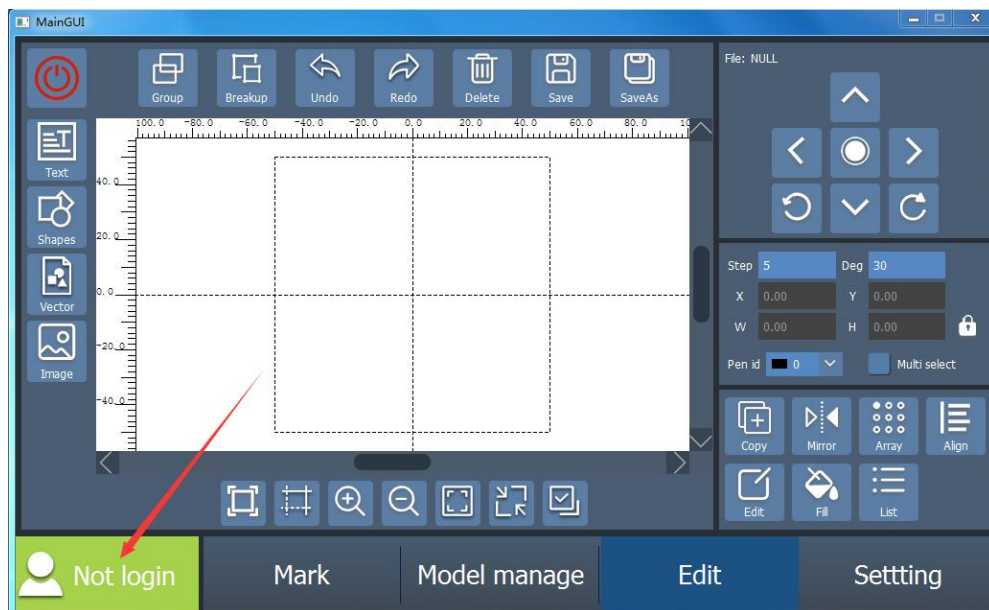 MainGUI
Group Breakup Undo Redo Delete Save SaveAs
File: NULL
100.0 -80.0 -60.0 -40.0 -20.0 0.0 20.0 40.0 60.0 80.0 10
Text
40.0
Shapes
20.0
Vector
0.0
Image
-20.0
-40.0
Step 5 Deg 30
X 0.00 Y 0.00
W 0.00 H 0.00
Pen id 0 Multi select
Copy Mirror Array Align
Edit Fill List
Not login Mark Model manage Edit Settting